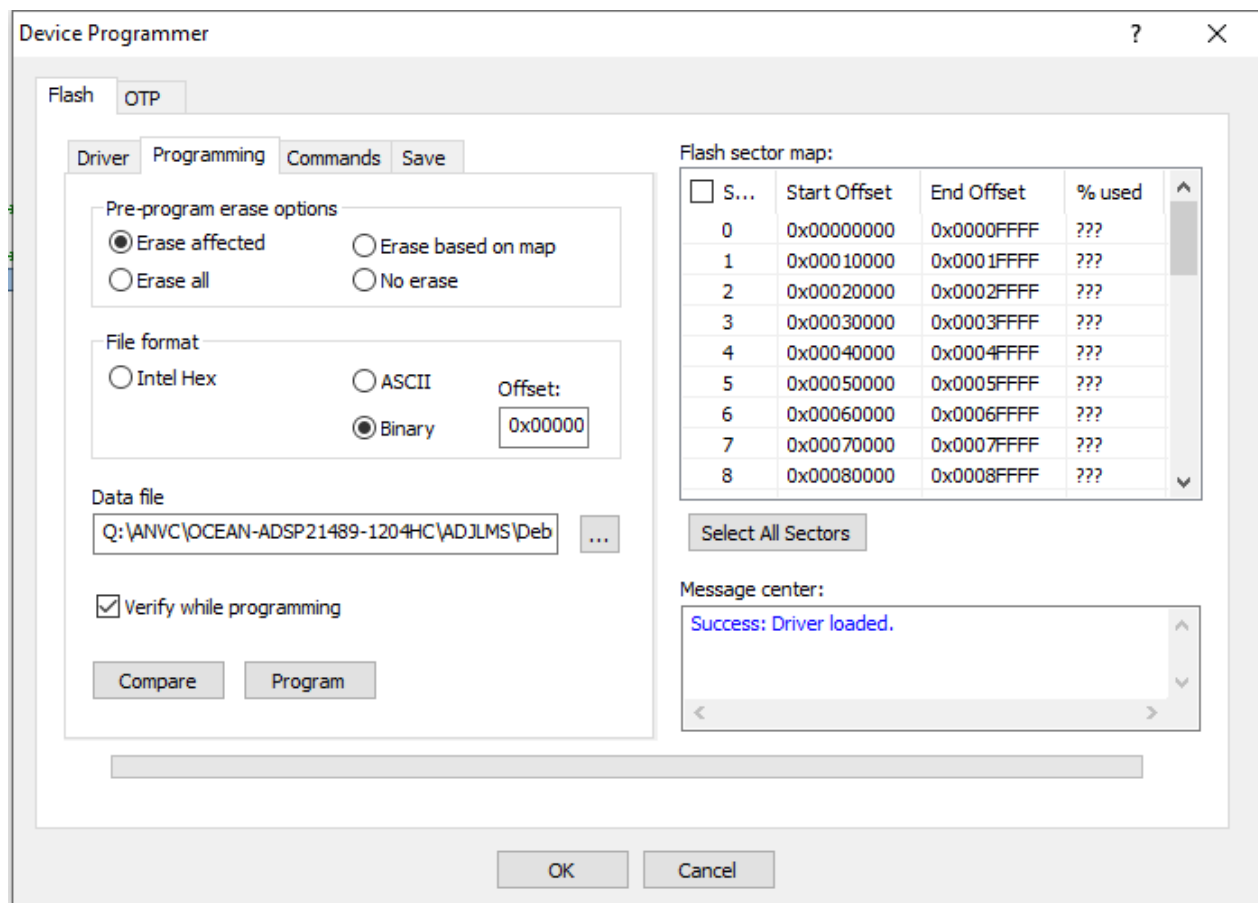 Device Programmer
?
Flash
OTP
Driver
Programming
Commands
Save
Pre-program erase options
Erase affected
Erase based on map
Erase all
No erase
File format
Intel Hex
ASCII
Offset:
Binary
0x00000
Data file
Q:\ANVC\OCEAN-ADSP21489-1204HC\ADJLMS\Deb
...
Verify while programming
Compare
Program
Flash sector map:
S... Start Offset End Offset % used
0 0x00000000 0x0000FFFF ???
1 0x00010000 0x0001FFFF ???
2 0x00020000 0x0002FFFF ???
3 0x00030000 0x0003FFFF ???
4 0x00040000 0x0004FFFF ???
5 0x00050000 0x0005FFFF ???
6 0x00060000 0x0006FFFF ???
7 0x00070000 0x0007FFFF ???
8 0x00080000 0x0008FFFF ???
Select All Sectors
Message center:
Success: Driver loaded.
OK
Cancel